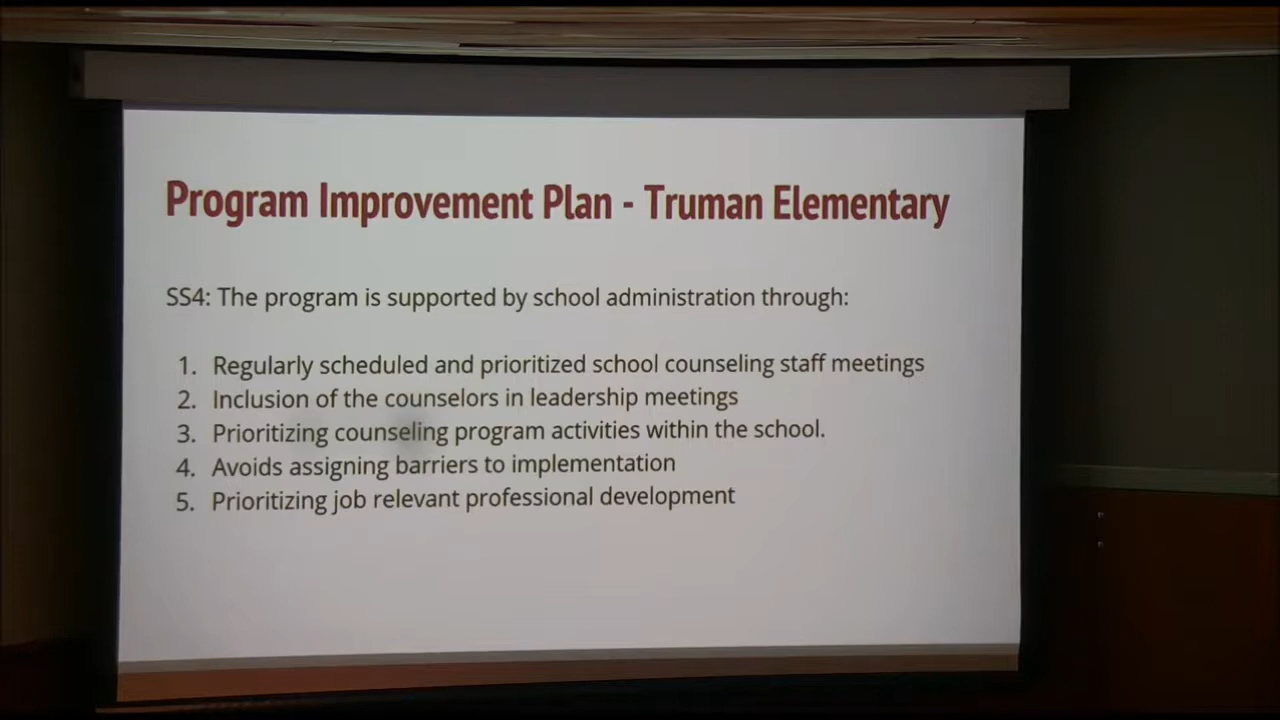 Program Improvement Plan - Truman Elementary
SS4: The program is supported by school administration through:
1. Regularly scheduled and prioritized school counseling staff meetings
2. Inclusion of the counselors in leadership meetings
3. Prioritizing counseling program activities within the school.
4. Avoids assigning barriers to implementation
5. Prioritizing job relevant professional development